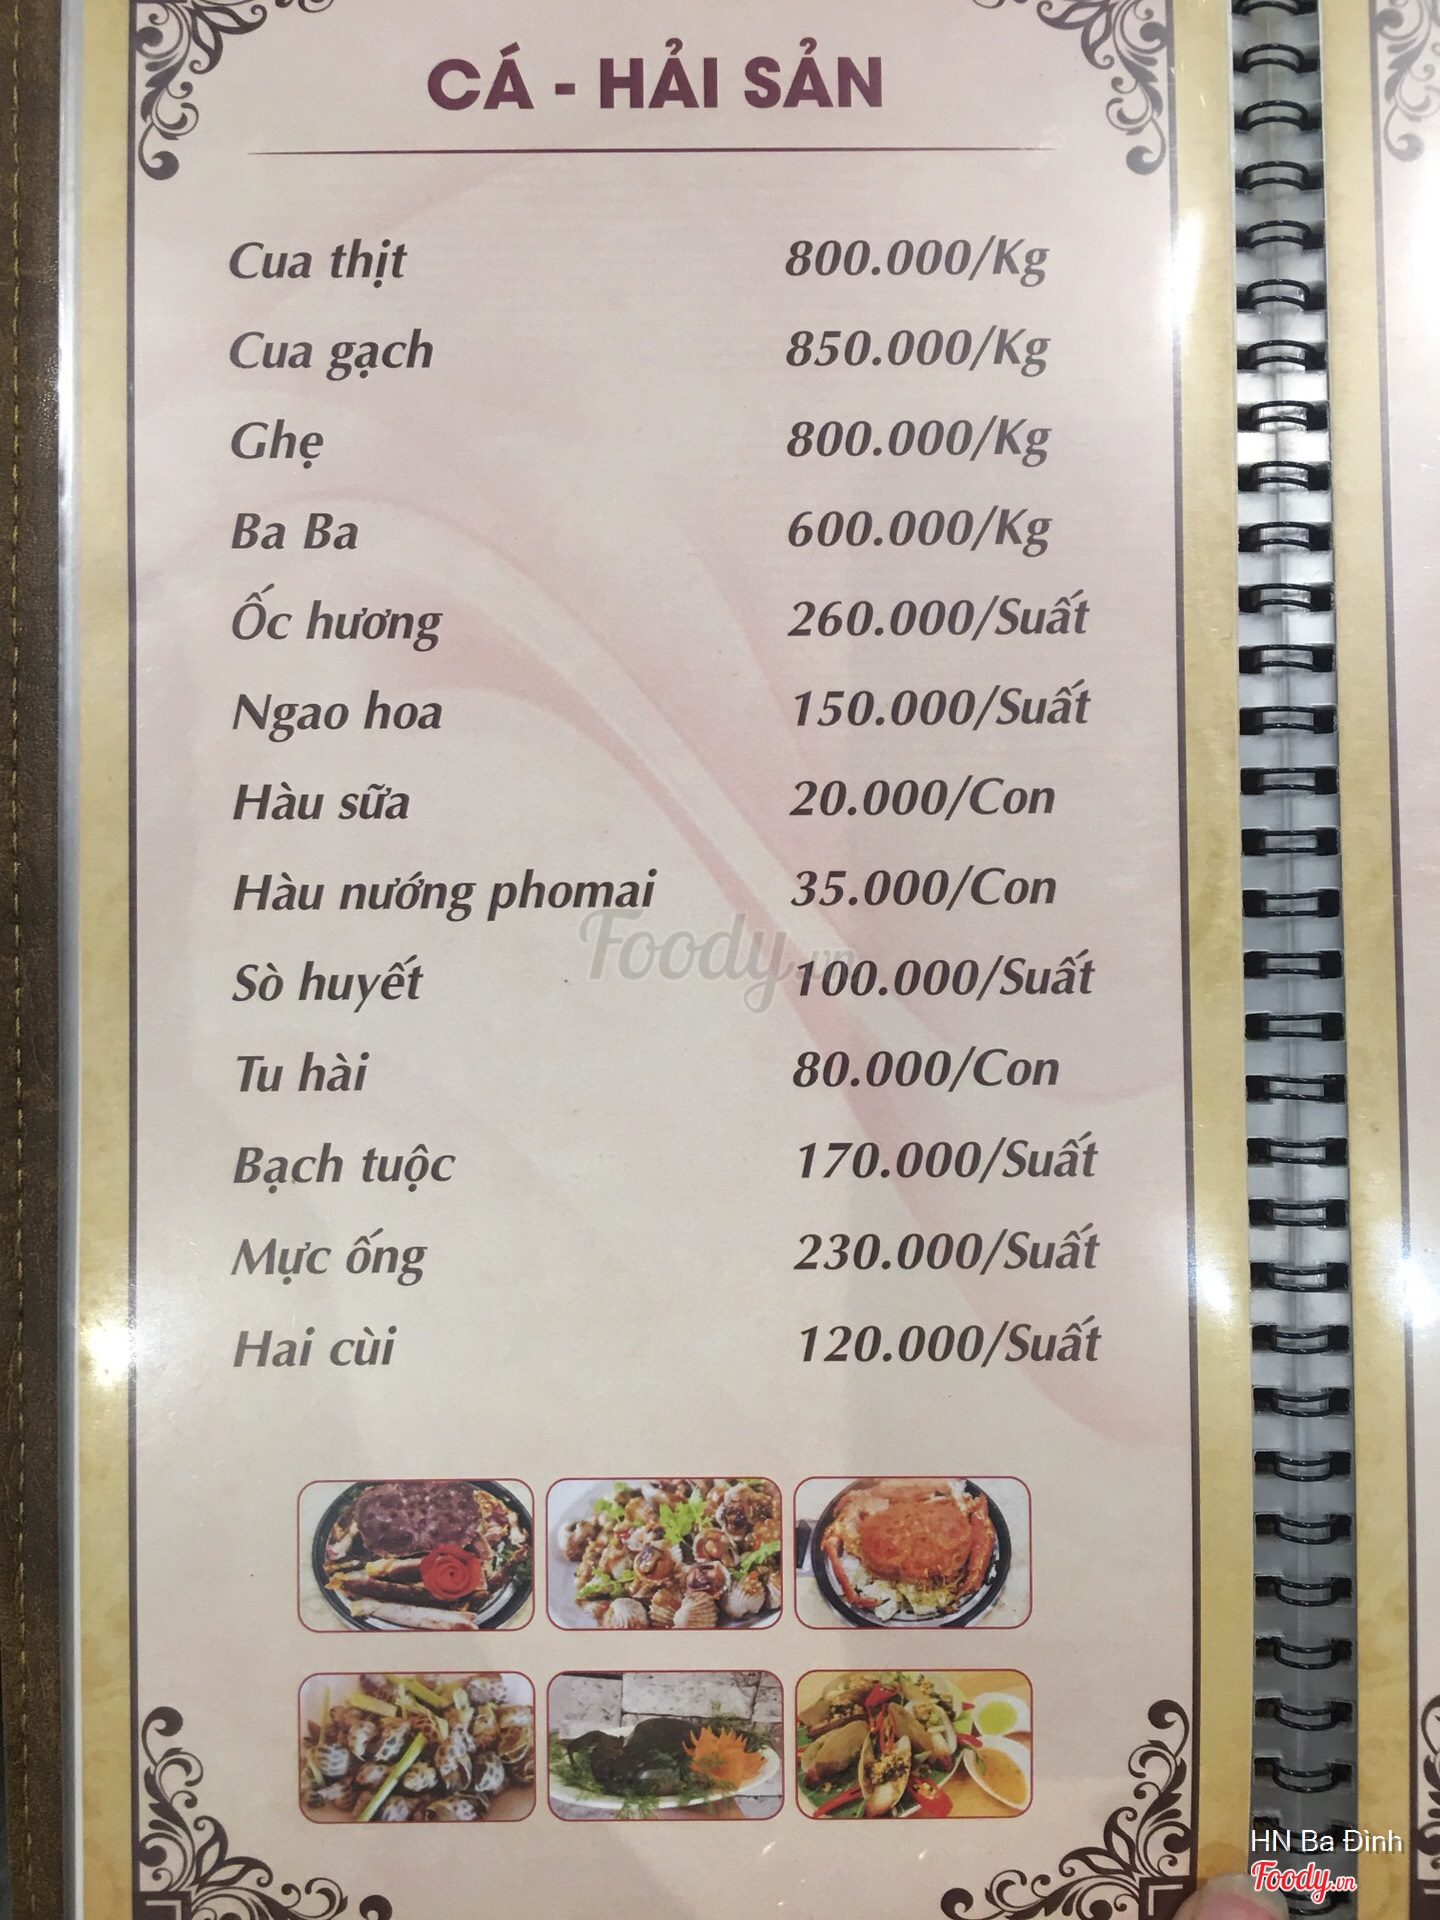 CÁ - HẢI SẢN
Cua thịt 800.000/Kg
Cua gạch 850.000/Kg
Ghẹ 800.000/Kg
Ba Ba 600.000/Kg
Ốc hương 260.000/Suất
Ngao hoa 150.000/Suất
Hàu sữa 20.000/Con
Hàu nướng phomai 35.000/Con
Foody.vn
Sò huyết 100.000/Suất
Tu hài 80.000/Con
Bạch tuộc 170.000/Suất
Mực ống 230.000/Suất
Hai cùi 120.000/Suất
HN Ba Đình
Foody.vn